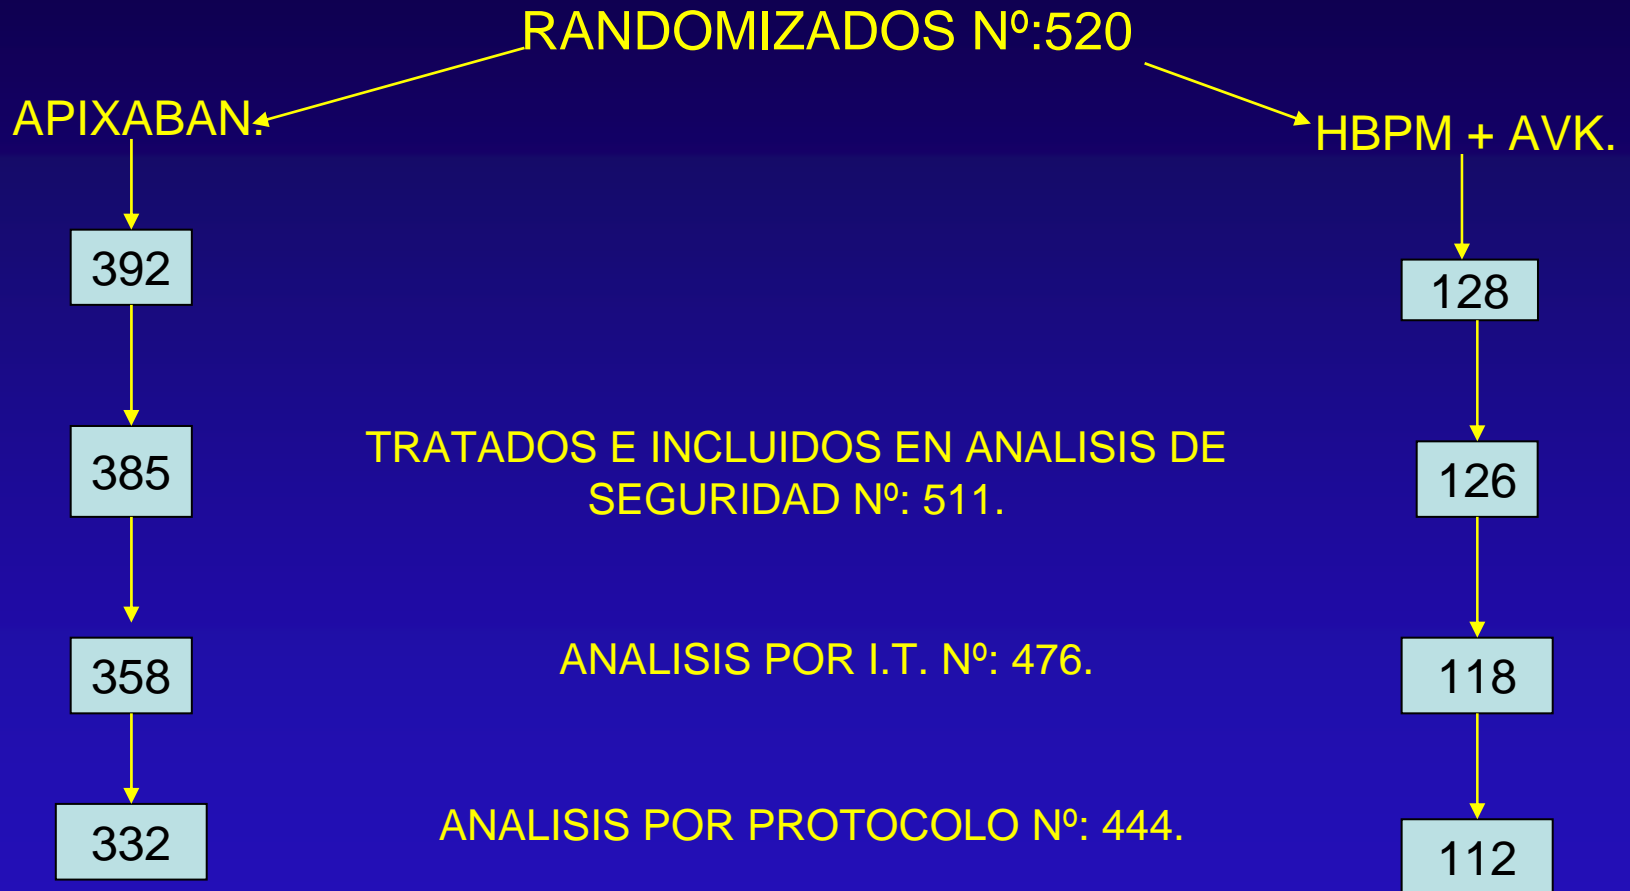 RANDOMIZADOS Nº:520
APIXABAN.
HBPM + AVK.
392
128
385
TRATADOS E INCLUIDOS EN ANALISIS DE
SEGURIDAD Nº: 511.
126
358
ANALISIS POR I.T. Nº: 476.
118
332
ANALISIS POR PROTOCOLO Nº: 444.
112